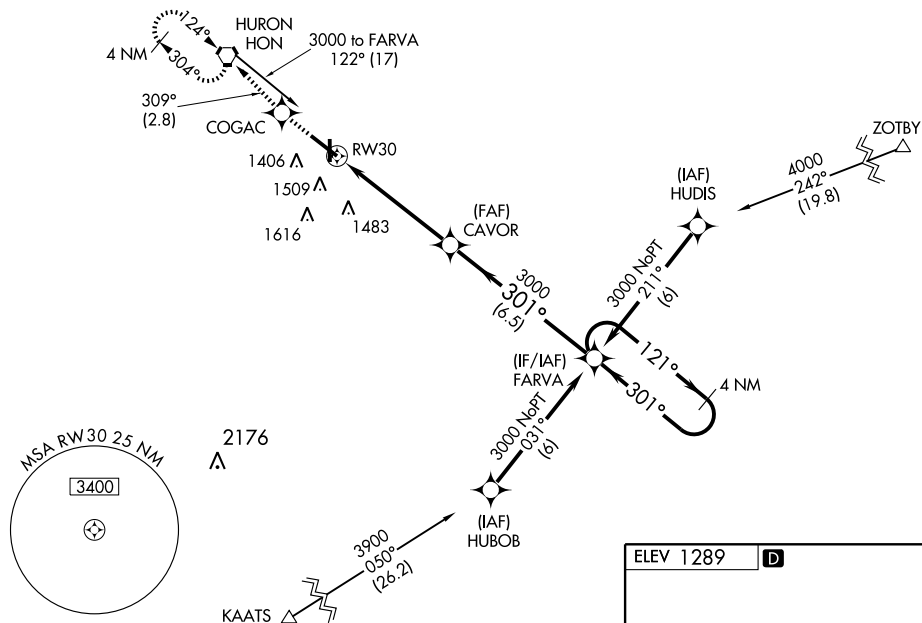 HURON
HON
124°
304°
4 NM
3000 to FARVA
122° (17)
309°
(2.8)
COGAC
RW30
1406
1509
1616
1483
(FAF)
CAVOR
ZOTBY
4000
242°
(19.8)
(IAF)
HUDIS
3000 NoPT
211°
(6)
3000
301°
(6.5)
(IF/IAF)
FARVA
121°
301°
4 NM
3000 NoPT
031°
(6)
(IAF)
HUBOB
2176
MSA RW30 25 NM
3400
3900
050°
(26.2)
KAATS
ELEV 1289 D